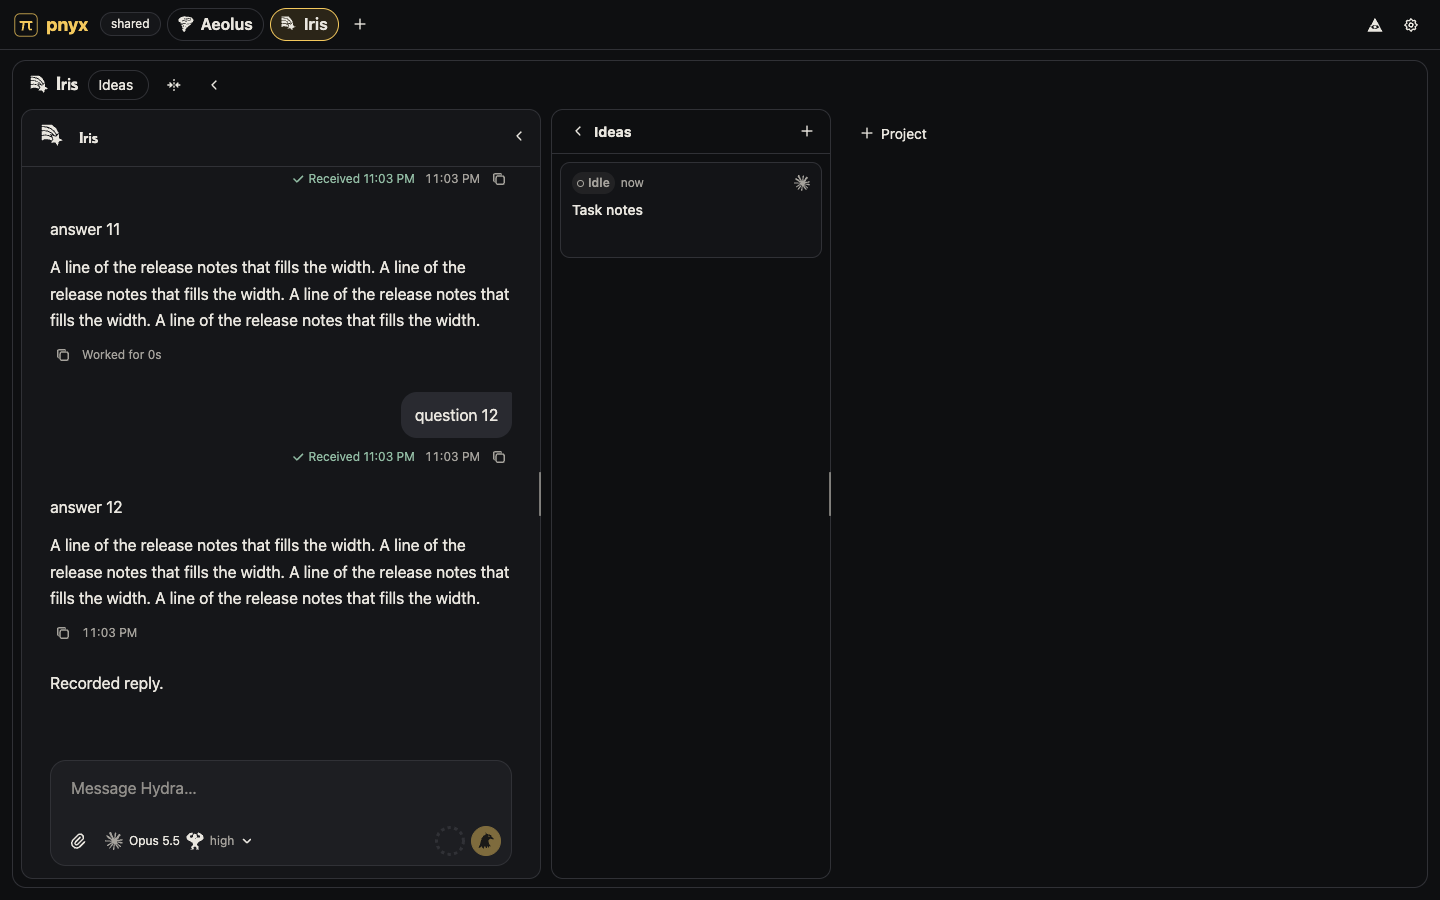 π pnyx shared Aeolus Iris
Iris Ideas
Iris
Received 11:03 PM 11:03 PM
answer 11
A line of the release notes that fills the width. A line of the
release notes that fills the width. A line of the release notes that
fills the width. A line of the release notes that fills the width.
Worked for 0s
question 12
Received 11:03 PM 11:03 PM
answer 12
A line of the release notes that fills the width. A line of the
release notes that fills the width. A line of the release notes that
fills the width. A line of the release notes that fills the width.
11:03 PM
Recorded reply.
Message Hydra...
Opus 5.5 high
Ideas
Idle now
Task notes
Project